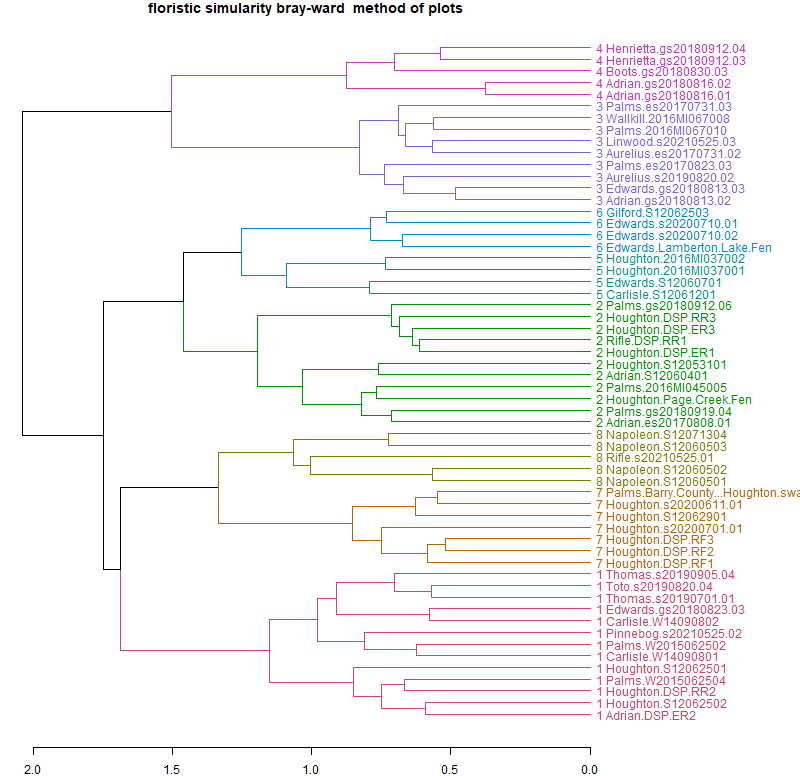 floristic simularity bray-ward method of plots
4 Henrietta.gs20180912.04
4 Henrietta.gs20180912.03
4 Boots.gs20180830.03
4 Adrian.gs20180816.02
4 Adrian.gs20180816.01
3 Palms.es20170731.03
3 Wallkill.2016MI067008
3 Palms.2016MI067010
3 Linwood.s20210525.03
3 Aurelius.es20170731.02
3 Palms.es20170823.03
3 Aurelius.s20190820.02
3 Edwards.gs20180813.03
3 Adrian.gs20180813.02
6 Gilford.S12062503
6 Edwards.s20200710.01
6 Edwards.s20200710.02
6 Edwards.Lamberton.Lake.Fen
5 Houghton.2016MI037002
5 Houghton.2016MI037001
5 Edwards.S12060701
5 Carlisle.S12061201
2 Palms.gs20180912.06
2 Houghton.DSP.RR3
2 Houghton.DSP.ER3
2 Rifle.DSP.RR1
2 Houghton.DSP.ER1
2 Houghton.S12053101
2 Adrian.S12060401
2 Palms.2016MI045005
2 Houghton.Page.Creek.Fen
2 Palms.gs20180919.04
2 Adrian.es20170808.01
8 Napoleon.S12071304
8 Napoleon.S12060503
8 Rifle.s20210525.01
8 Napoleon.S12060502
8 Napoleon.S12060501
7 Palms.Barry.County...Houghton.swa
7 Houghton.s20200611.01
7 Houghton.S12062901
7 Houghton.s20200701.01
7 Houghton.DSP.RF3
7 Houghton.DSP.RF2
7 Houghton.DSP.RF1
1 Thomas.s20190905.04
1 Toto.s20190820.04
1 Thomas.s20190701.01
1 Edwards.gs20180823.03
1 Carlisle.W14090802
1 Pinnebog.s20210525.02
1 Palms.W2015062502
1 Carlisle.W14090801
1 Houghton.S12062501
1 Palms.W2015062504
1 Houghton.DSP.RR2
1 Houghton.S12062502
1 Adrian.DSP.ER2
2.0 1.5 1.0 0.5 0.0